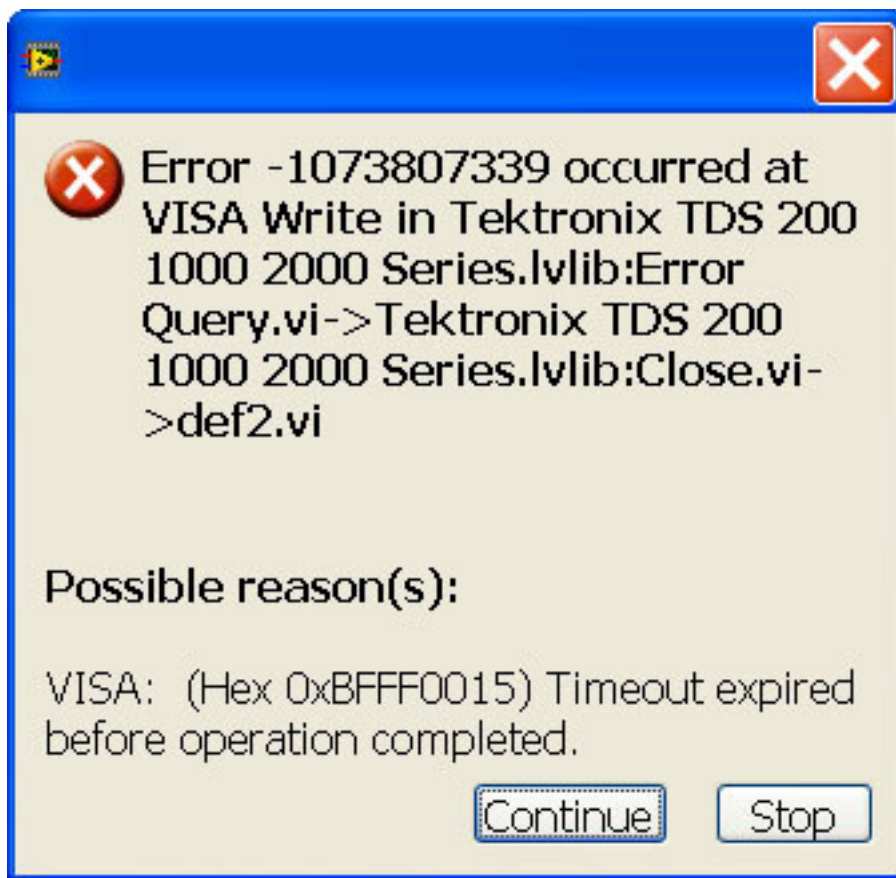 Error -1073807339 occurred at
VISA Write in Tektronix TDS 200
1000 2000 Series.lvlib:Error
Query.vi->Tektronix TDS 200
1000 2000 Series.lvlib:Close.vi-
>def2.vi
Possible reason(s):
VISA:  (Hex 0xBFFF0015) Timeout expired
before operation completed.
Continue Stop